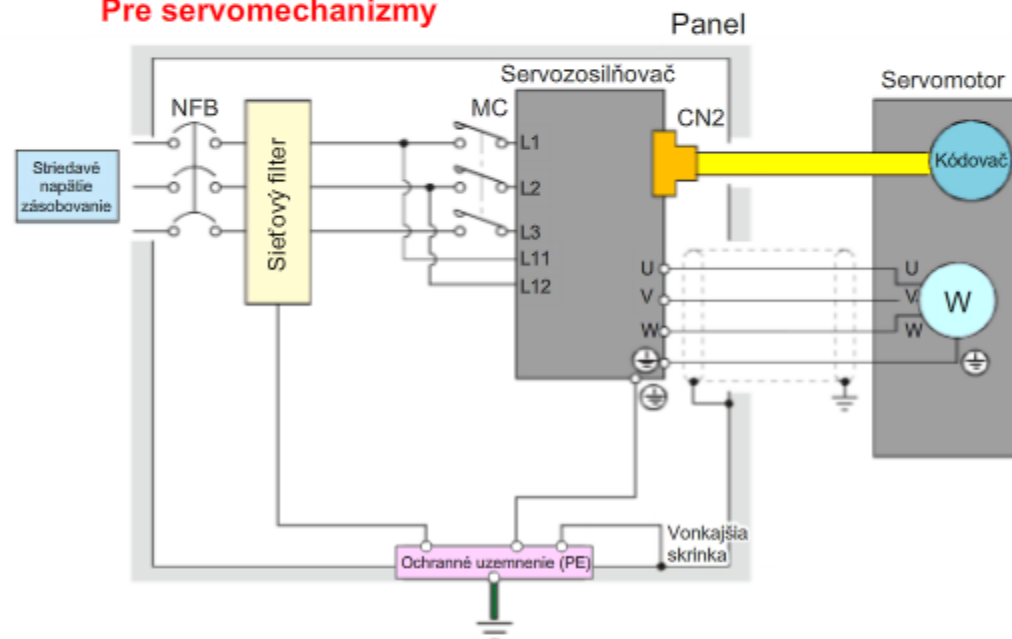 Pre servomechanizmy
Panel
Servozosilňovač
Servomotor
NFB
MC
CN2
L1
Kódovač
Striedavé
napätie
zásobovanie
Sieťový filter
L2
L3
L11
L12
U
U
V
V
W
W
W
Vonkajšia
skrinka
Ochranné uzemnenie (PE)